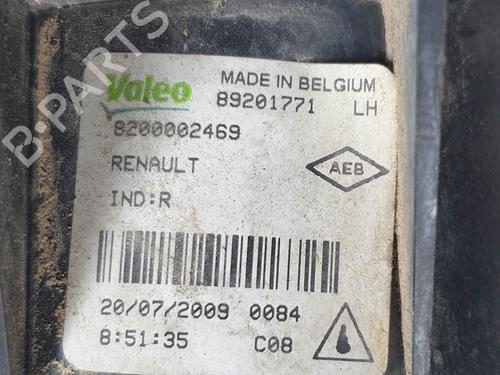 Valeo
MADE IN BELGIUM
89201771 LH
8200002469
RENAULT
AEB
IND:R
20/07/2009 0084
8:51:35 C08
B-PARTS